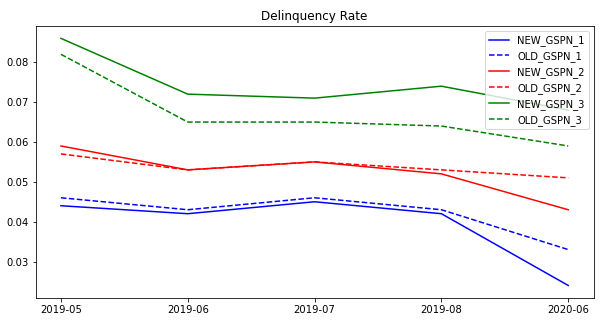 Delinquency Rate
NEW_GSPN_1
OLD_GSPN_1
NEW_GSPN_2
OLD_GSPN_2
NEW_GSPN_3
OLD_GSPN_3
0.08
0.07
0.06
0.05
0.04
0.03
2019-05 2019-06 2019-07 2019-08 2020-06